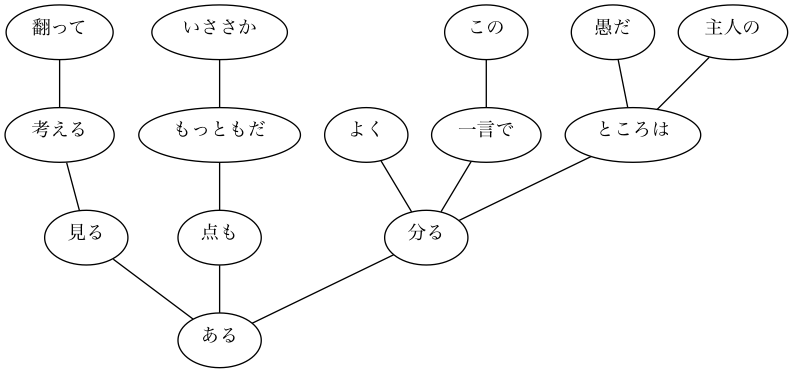 翻って いささか この 愚だ 主人の
考える もっともだ よく 一言で ところは
見る 点も 分る
ある